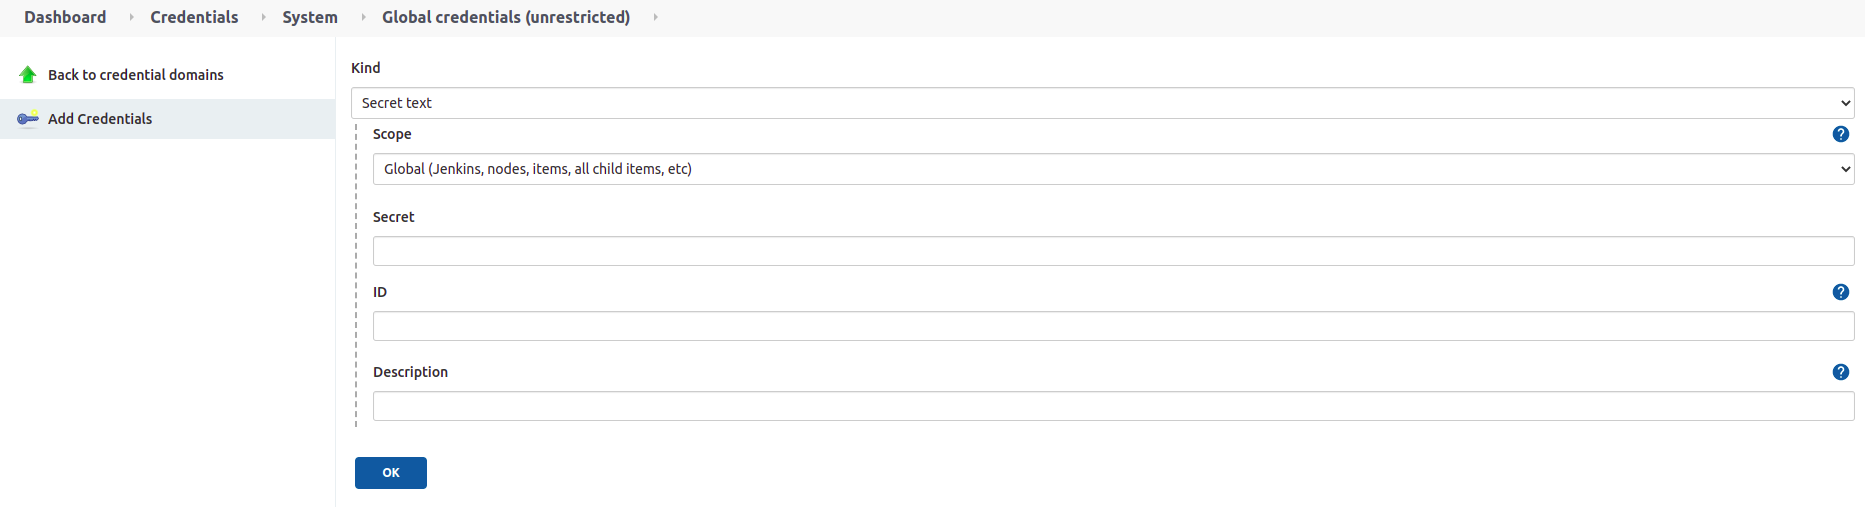 Dashboard Credentials System Global credentials (unrestricted)
Back to credential domains
Add Credentials
Kind
Secret text
Scope
Global (Jenkins, nodes, items, all child items, etc)
Secret
ID
Description
OK